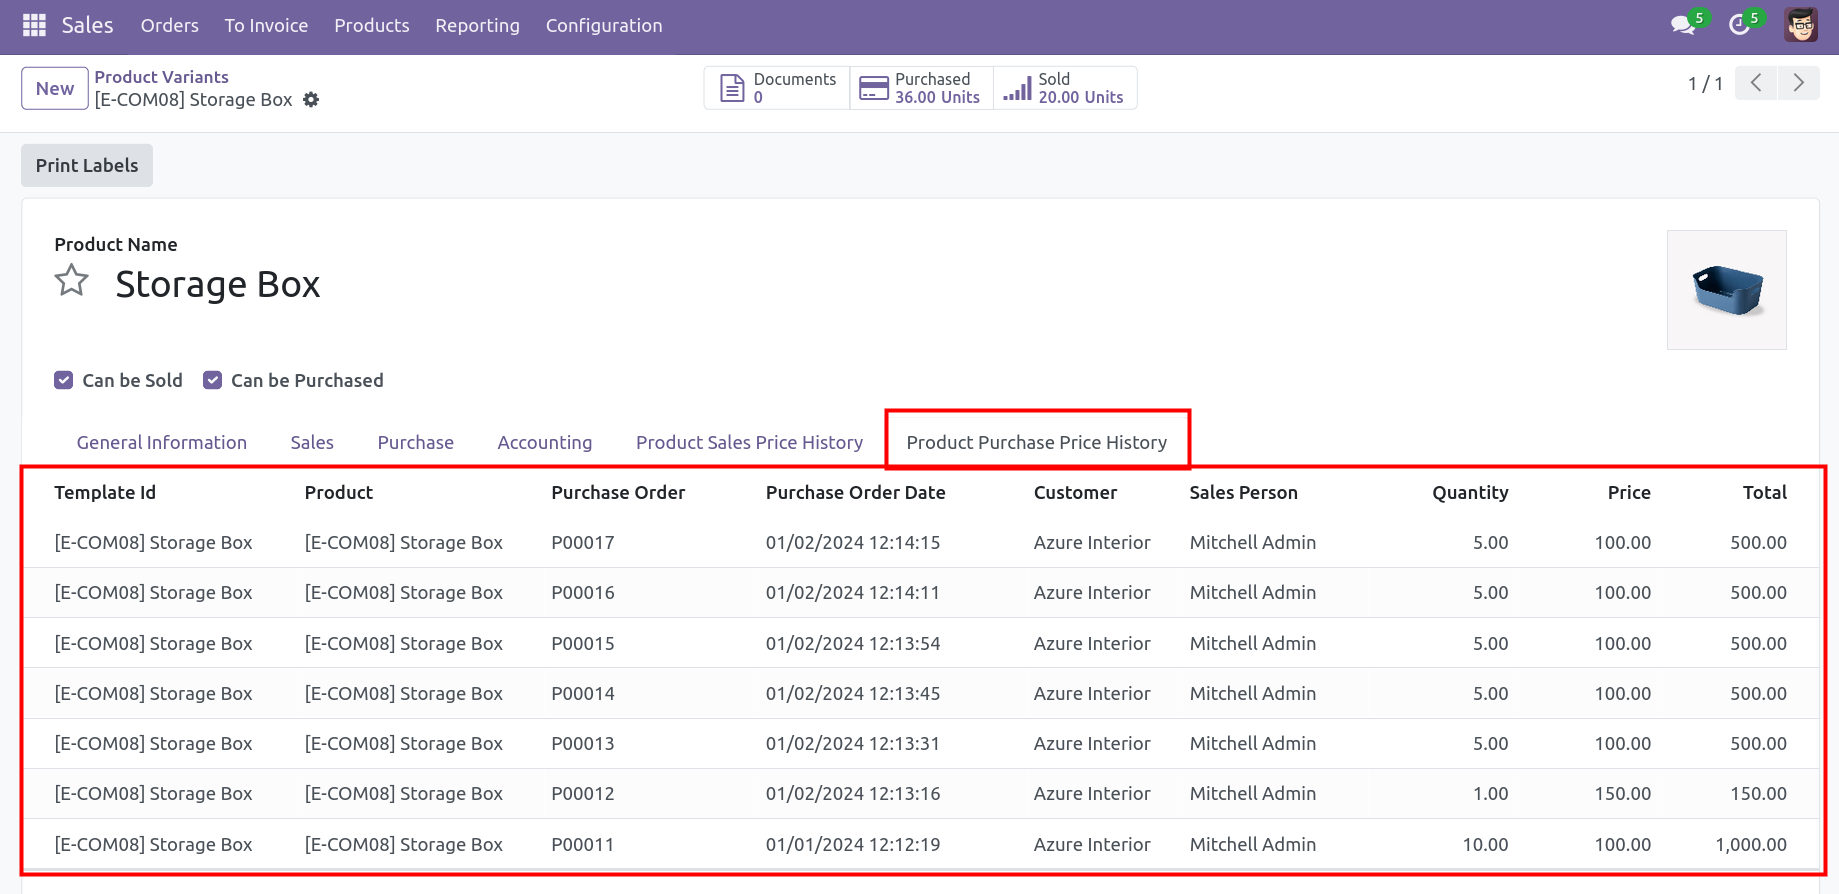 Sales Orders To Invoice Products Reporting Configuration 5 5
New Product Variants
[E-COM08] Storage Box
Documents
0
Purchased
36.00 Units
Sold
20.00 Units
1 / 1
Print Labels
Product Name
Storage Box
Can be Sold Can be Purchased
General Information Sales Purchase Accounting Product Sales Price History Product Purchase Price History
Template Id Product Purchase Order Purchase Order Date Customer Sales Person Quantity Price Total
[E-COM08] Storage Box [E-COM08] Storage Box P00017 01/02/2024 12:14:15 Azure Interior Mitchell Admin 5.00 100.00 500.00
[E-COM08] Storage Box [E-COM08] Storage Box P00016 01/02/2024 12:14:11 Azure Interior Mitchell Admin 5.00 100.00 500.00
[E-COM08] Storage Box [E-COM08] Storage Box P00015 01/02/2024 12:13:54 Azure Interior Mitchell Admin 5.00 100.00 500.00
[E-COM08] Storage Box [E-COM08] Storage Box P00014 01/02/2024 12:13:45 Azure Interior Mitchell Admin 5.00 100.00 500.00
[E-COM08] Storage Box [E-COM08] Storage Box P00013 01/02/2024 12:13:31 Azure Interior Mitchell Admin 5.00 100.00 500.00
[E-COM08] Storage Box [E-COM08] Storage Box P00012 01/02/2024 12:13:16 Azure Interior Mitchell Admin 1.00 150.00 150.00
[E-COM08] Storage Box [E-COM08] Storage Box P00011 01/01/2024 12:12:19 Azure Interior Mitchell Admin 10.00 100.00 1,000.00